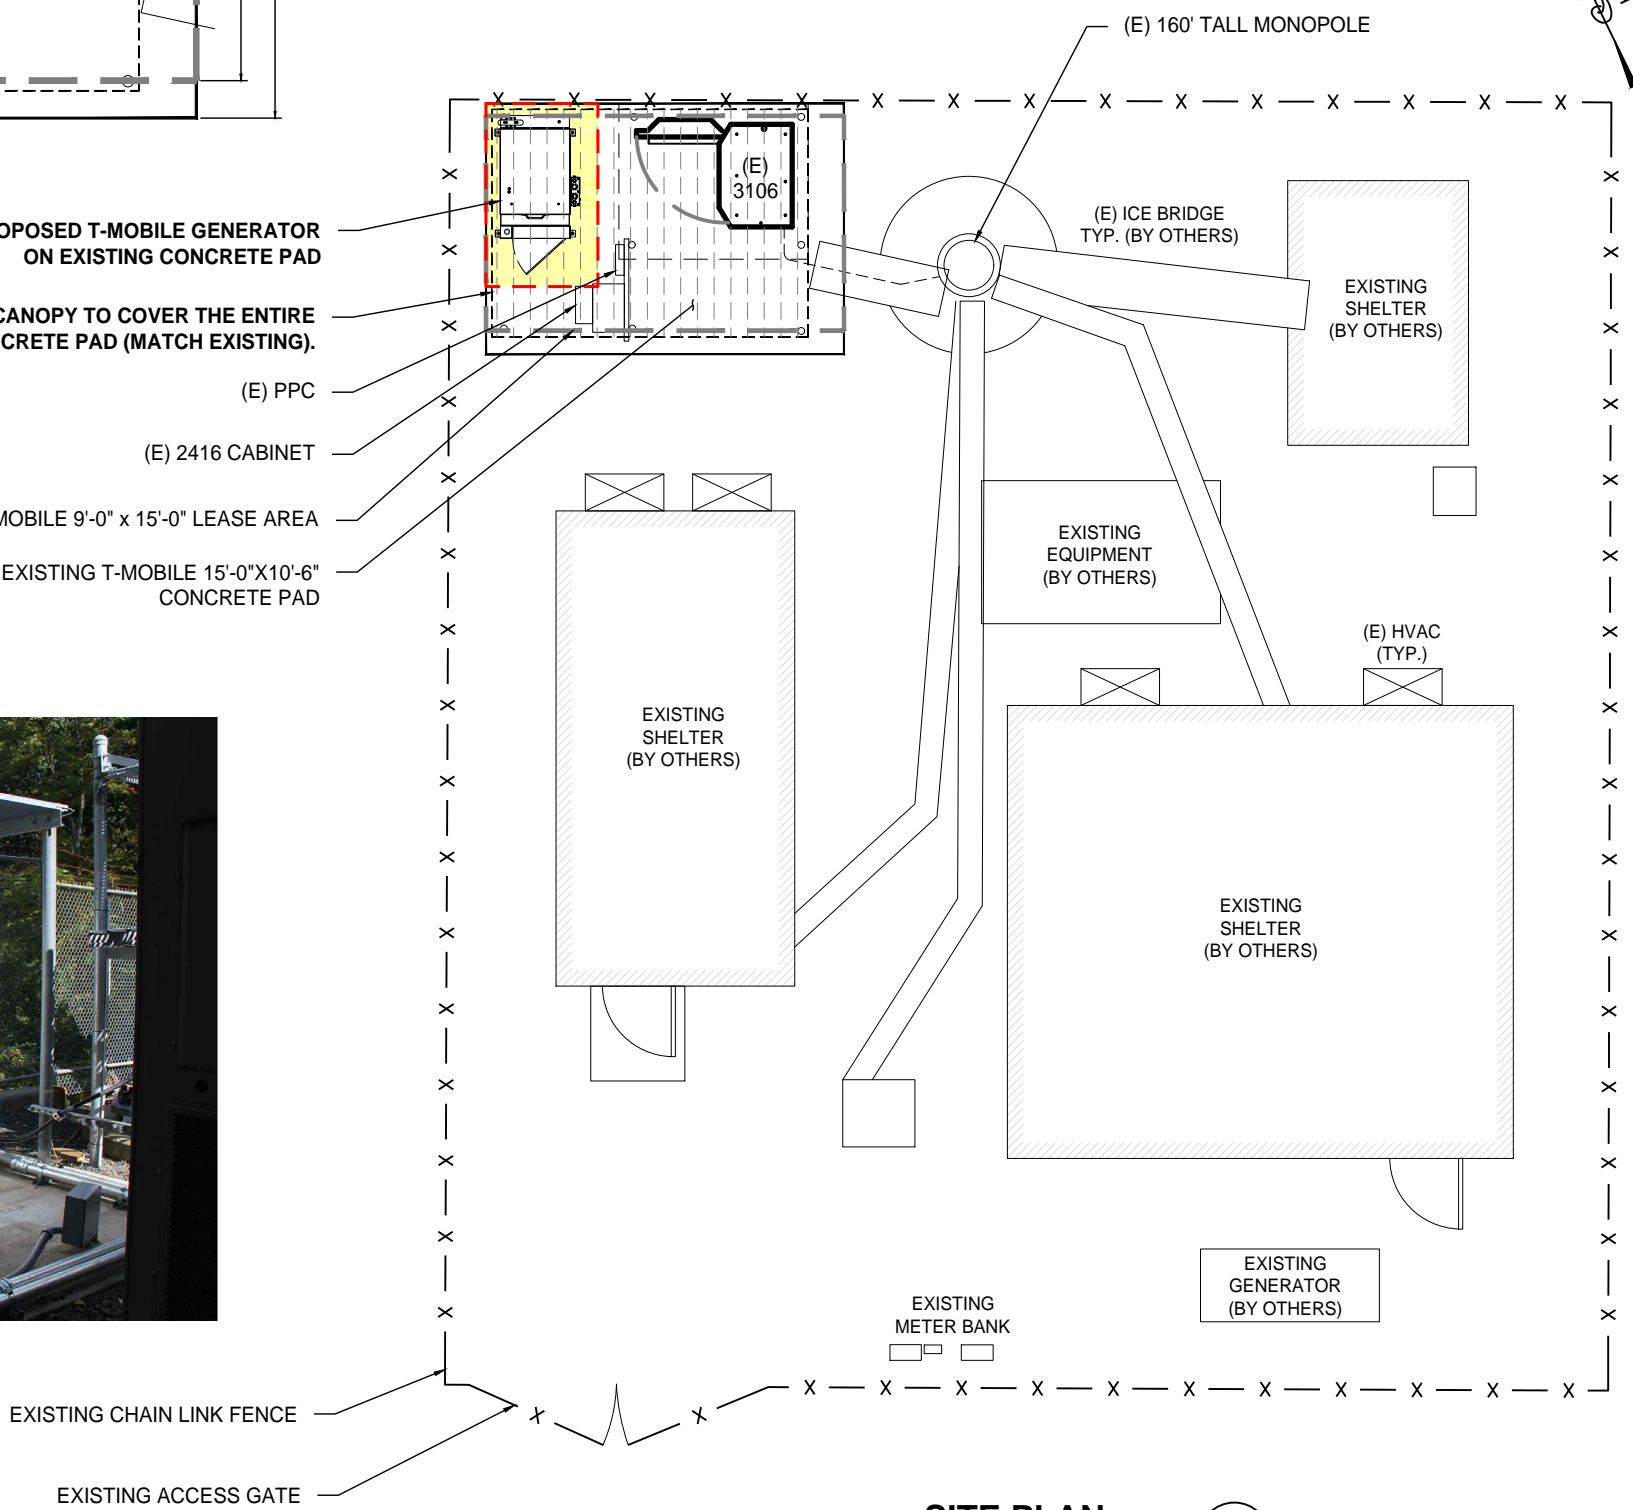 (E) 160' TALL MONOPOLE
(E)
3106
(E) ICE BRIDGE
TYP. (BY OTHERS)
OPOSED T-MOBILE GENERATOR
ON EXISTING CONCRETE PAD
CANOPY TO COVER THE ENTIRE
CRETE PAD (MATCH EXISTING).
(E) PPC
(E) 2416 CABINET
MOBILE 9'-0" x 15'-0" LEASE AREA
EXISTING T-MOBILE 15'-0"X10'-6"
CONCRETE PAD
EXISTING
SHELTER
(BY OTHERS)
EXISTING
EQUIPMENT
(BY OTHERS)
(E) HVAC
(TYP.)
EXISTING
SHELTER
(BY OTHERS)
EXISTING
SHELTER
(BY OTHERS)
EXISTING
GENERATOR
(BY OTHERS)
EXISTING
METER BANK
EXISTING CHAIN LINK FENCE
EXISTING ACCESS GATE
SITE PLAN